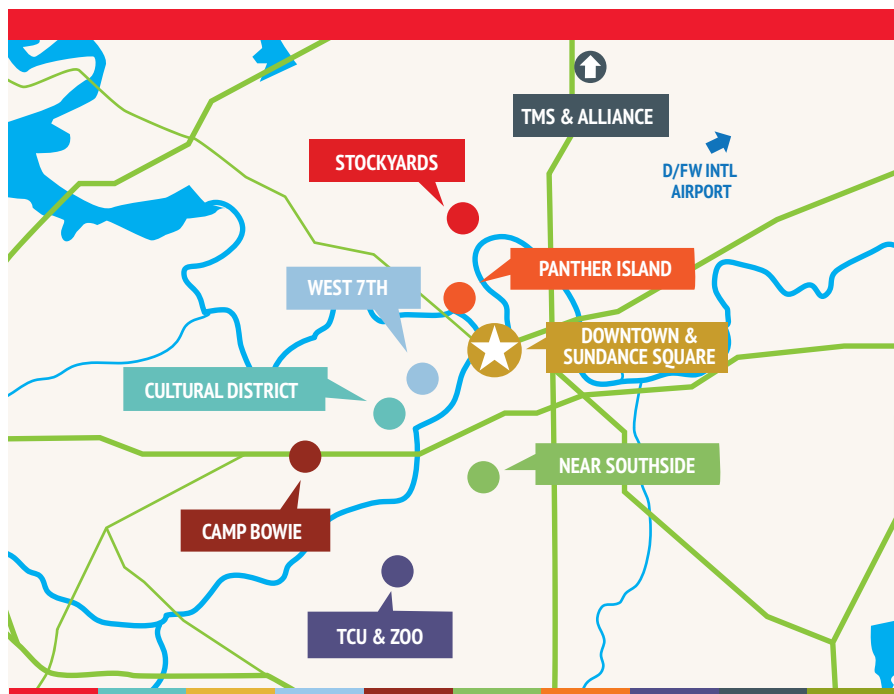 TMS & ALLIANCE
STOCKYARDS
D/FW INTL
AIRPORT
PANTHER ISLAND
WEST 7TH
DOWNTOWN &
SUNDANCE SQUARE
CULTURAL DISTRICT
NEAR SOUTHSIDE
CAMP BOWIE
TCU & ZOO